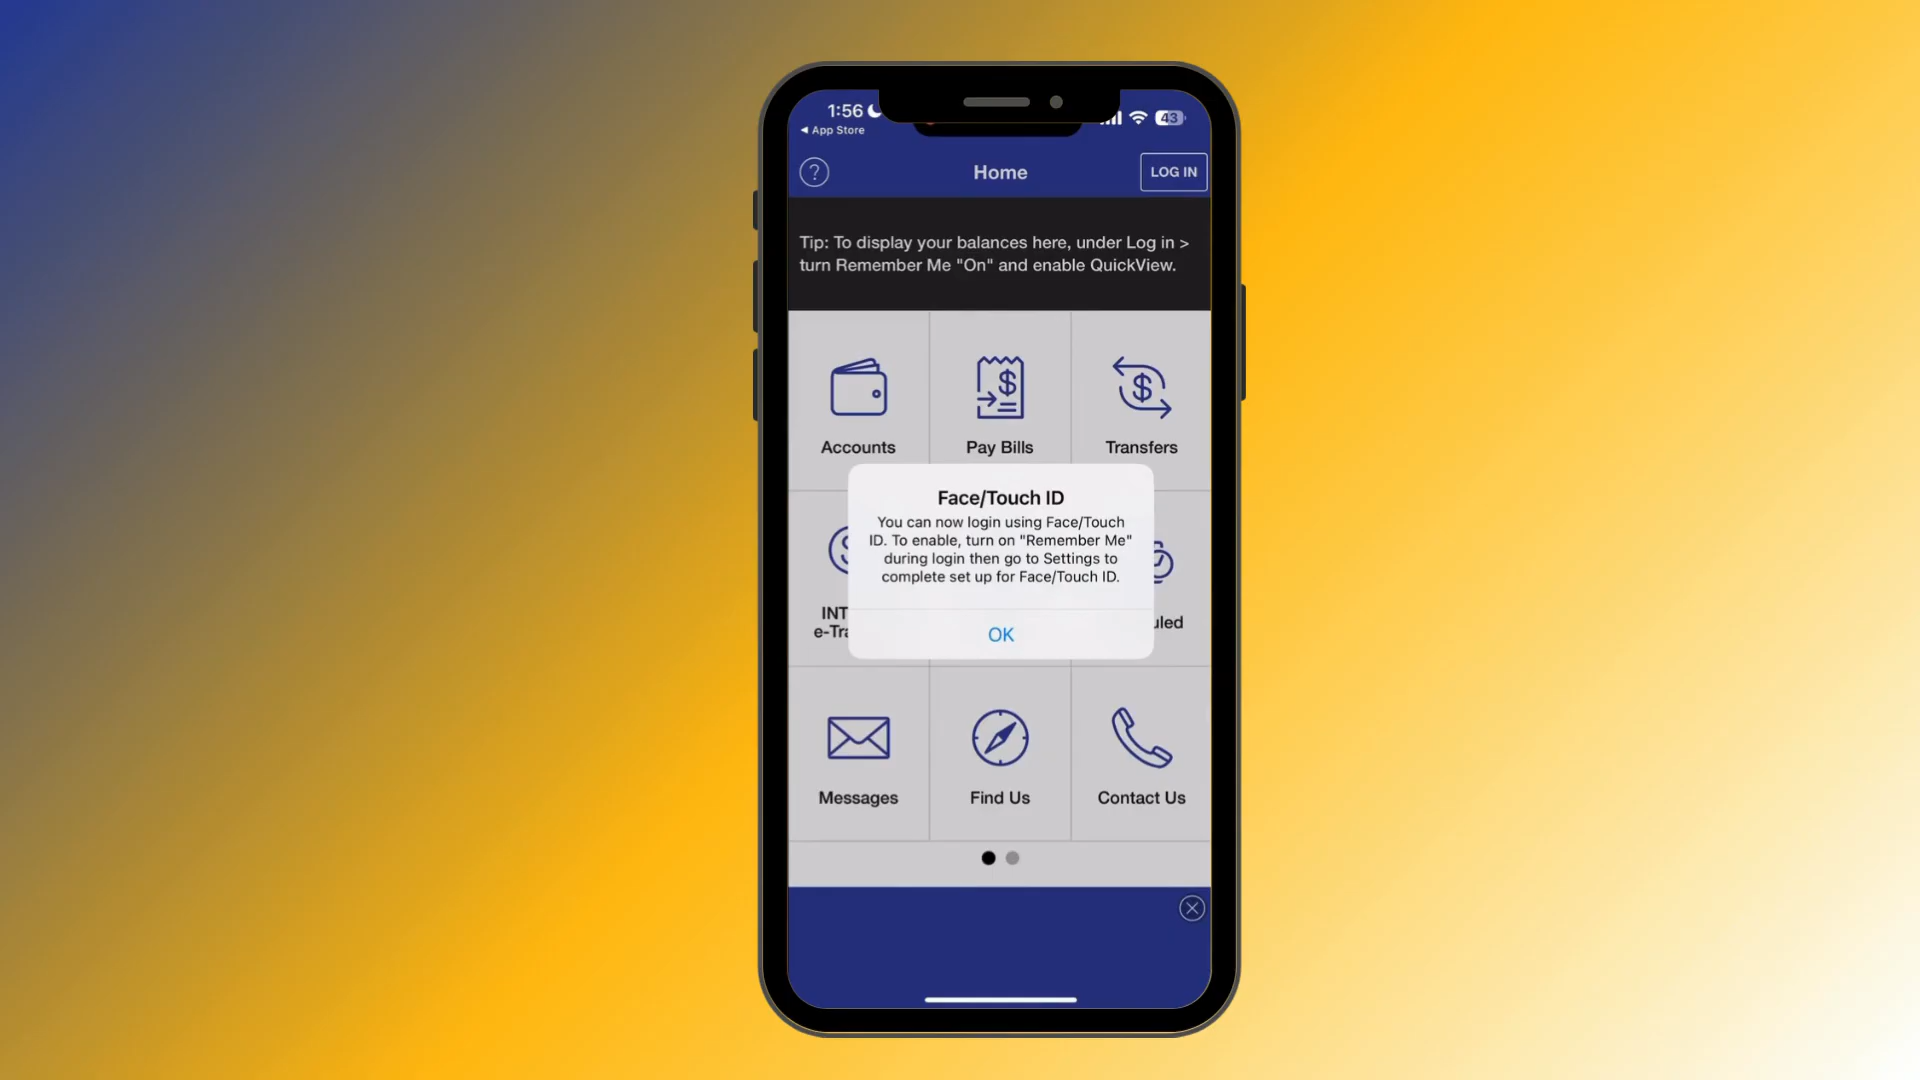 1:56
43
◀ App Store
?
Home
LOG IN
Tip: To display your balances here, under Log in >
turn Remember Me "On" and enable QuickView.
Accounts
Pay Bills
Transfers
Face/Touch ID
You can now login using Face/Touch
ID. To enable, turn on "Remember Me"
during login then go to Settings to
complete set up for Face/Touch ID.
OK
INT
e-Tra
uled
Messages
Find Us
Contact Us